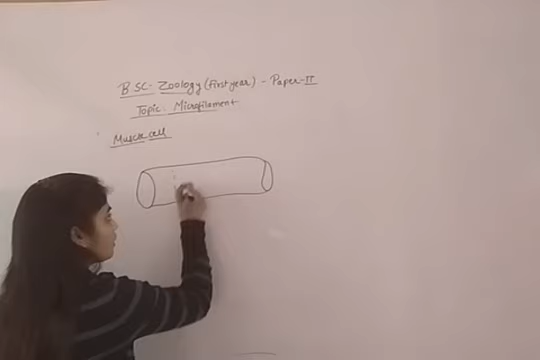 B.SC- Zoology (first year) - Paper-II
Topic: Microfilament
Muscle cell